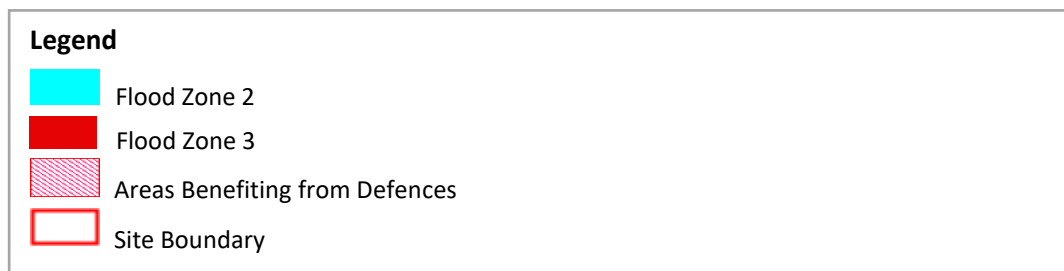 Legend
Flood Zone 2
Flood Zone 3
Areas Benefiting from Defences
Site Boundary